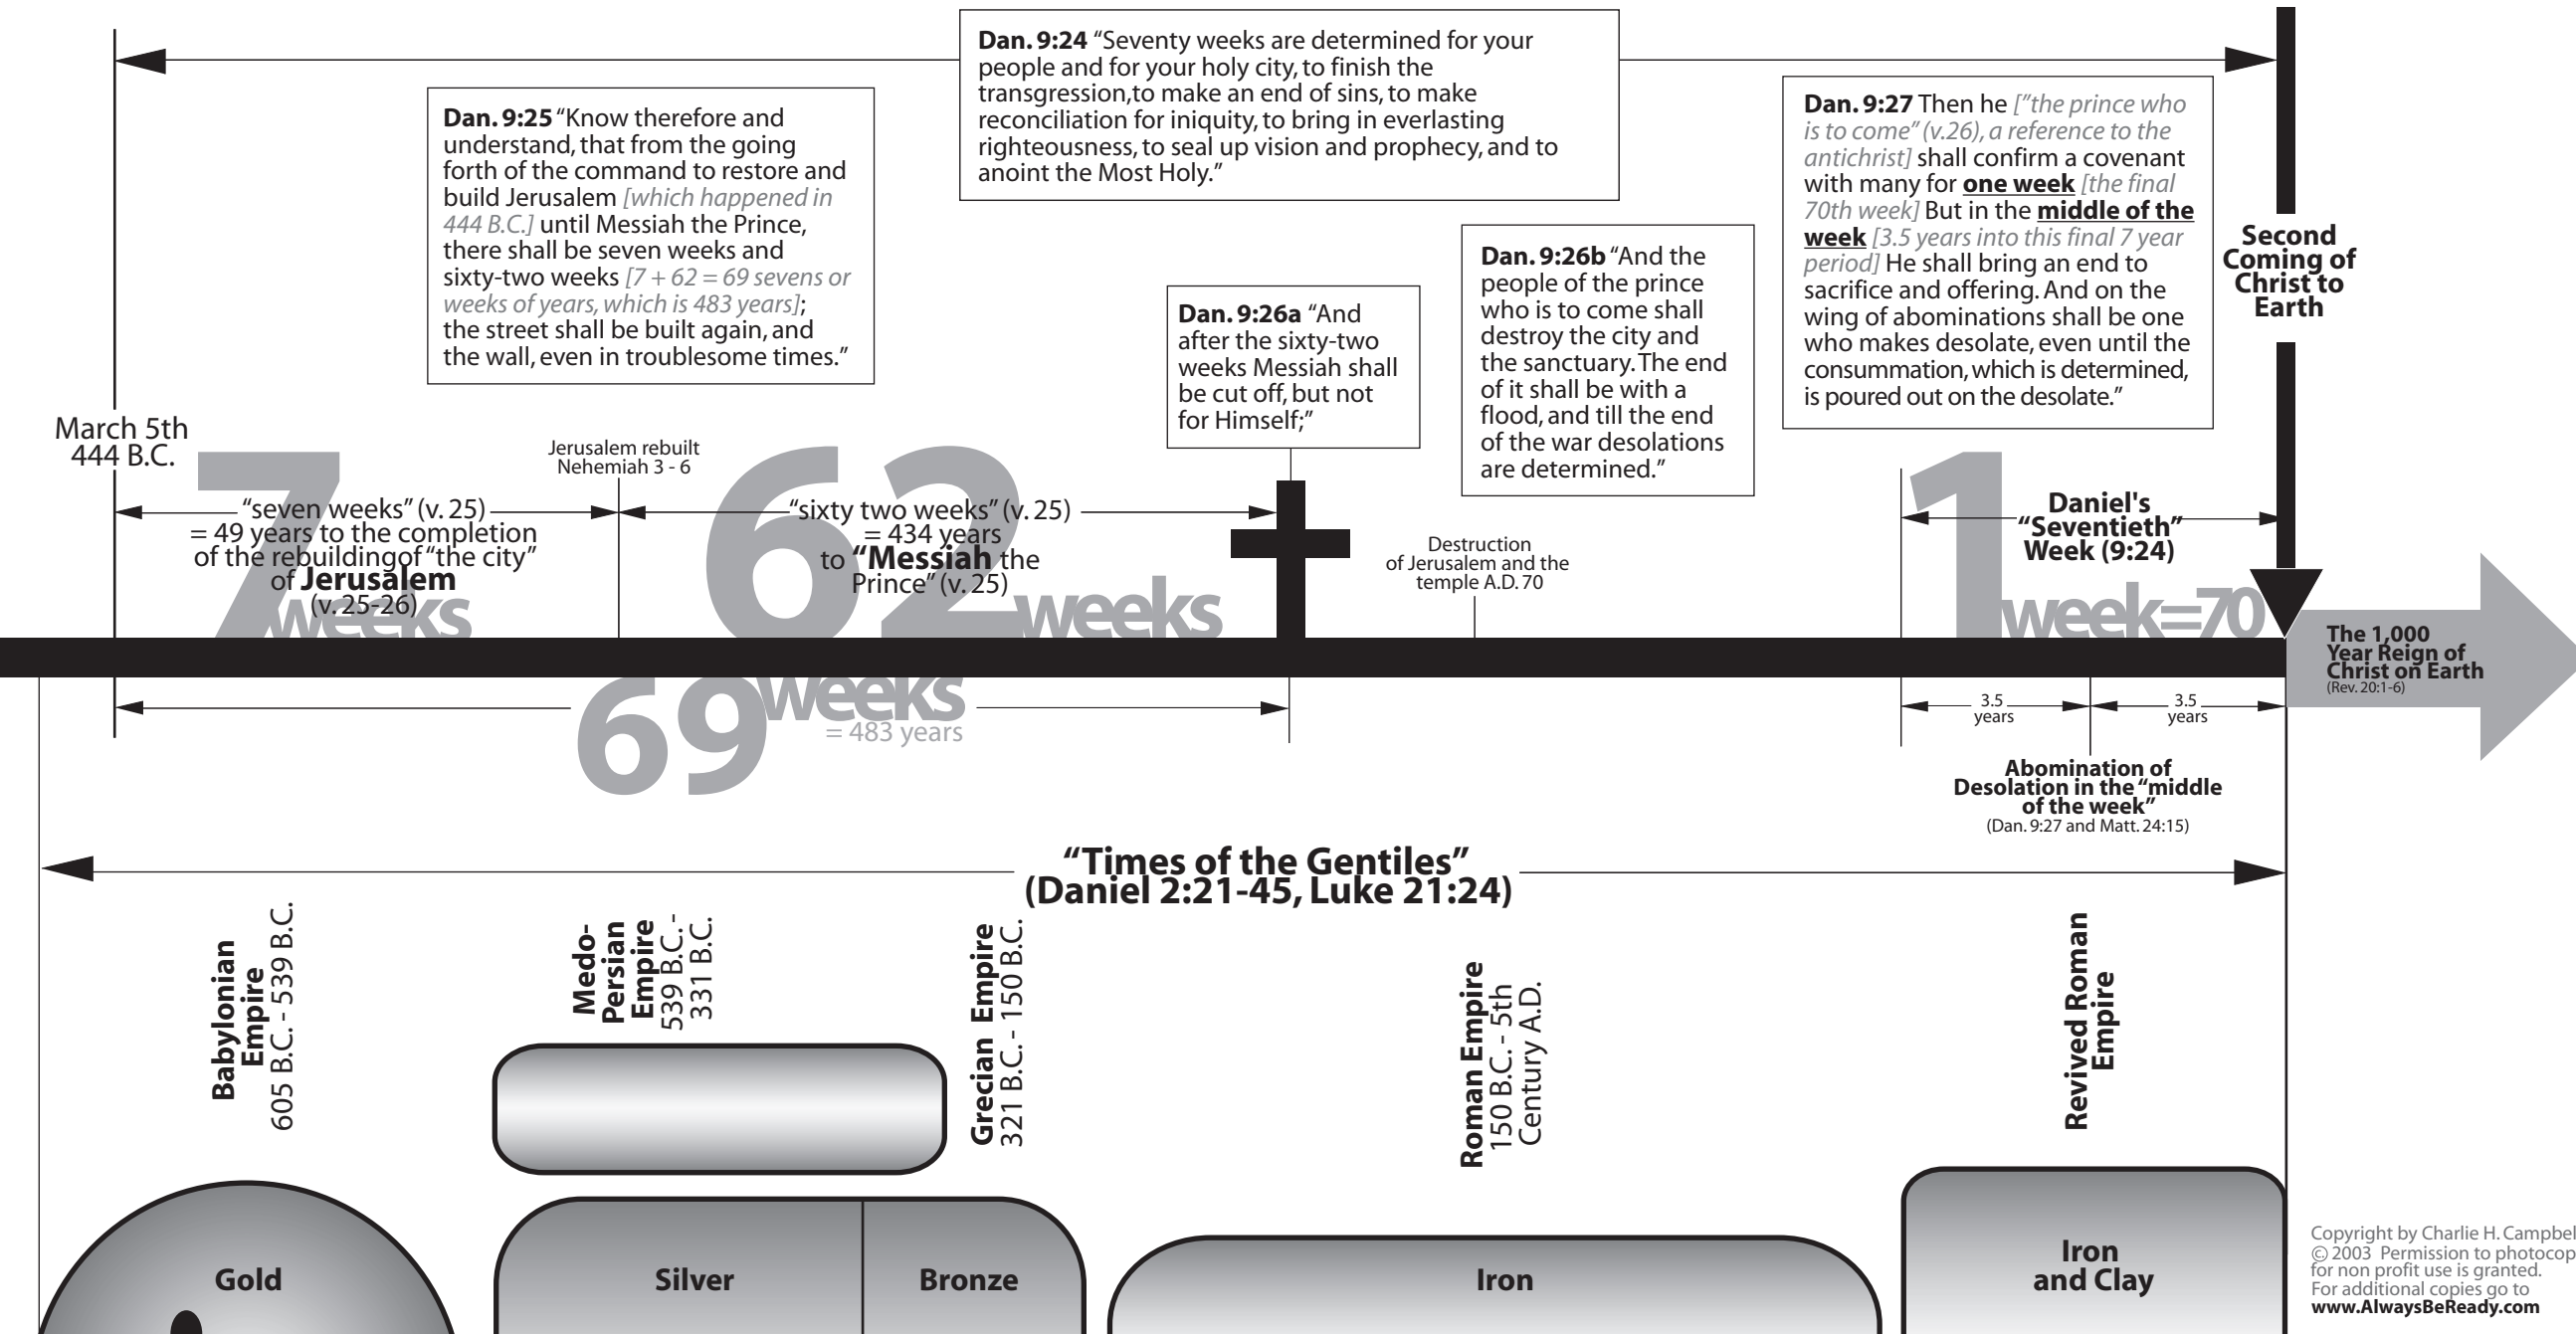 Dan. 9:24 “Seventy weeks are determined for your
people and for your holy city, to finish the
transgression,to make an end of sins, to make
reconciliation for iniquity, to bring in everlasting
righteousness, to seal up vision and prophecy, and to
anoint the Most Holy.”
Dan. 9:25 “Know therefore and
understand, that from the going
forth of the command to restore and
build Jerusalem [which happened in
444 B.C.] until Messiah the Prince,
there shall be seven weeks and
sixty-two weeks [7 + 62 = 69 sevens or
weeks of years, which is 483 years];
the street shall be built again, and
the wall, even in troublesome times.”
Dan. 9:26a “And
after the sixty-two
weeks Messiah shall
be cut off, but not
for Himself;”
Dan. 9:26b “And the
people of the prince
who is to come shall
destroy the city and
the sanctuary. The end
of it shall be with a
flood, and till the end
of the war desolations
are determined.”
Dan. 9:27 Then he [”the prince who
is to come” (v.26), a reference to the
antichrist] shall confirm a covenant
with many for one week [the final
70th week] But in the middle of the
week [3.5 years into this final 7 year
period] He shall bring an end to
sacrifice and offering. And on the
wing of abominations shall be one
who makes desolate, even until the
consummation, which is determined,
is poured out on the desolate.”
Second
Coming of
Christ to
Earth
March 5th
444 B.C.
7
weeks
“seven weeks” (v. 25)
= 49 years to the completion
of the rebuildingof “the city”
of Jerusalem
(v. 25-26)
Jerusalem rebuilt
Nehemiah 3 - 6
62
weeks
“sixty two weeks” (v. 25)
= 434 years
to “Messiah the
Prince” (v. 25)
Destruction
of Jerusalem and the
temple A.D. 70
1
week=70
Daniel's
“Seventieth”
Week (9:24)
The 1,000
Year Reign of
Christ on Earth
(Rev. 20:1-6)
69
weeks
= 483 years
3.5
years
3.5
years
Abomination of
Desolation in the “middle
of the week”
(Dan. 9:27 and Matt. 24:15)
“Times of the Gentiles”
(Daniel 2:21-45, Luke 21:24)
Babylonian
Empire
605 B.C. - 539 B.C.
Medo-
Persian
Empire
539 B.C. -
331 B.C.
Grecian Empire
321 B.C. - 150 B.C.
Roman Empire
150 B.C. - 5th
Century A.D.
Revived Roman
Empire
Gold
Silver
Bronze
Iron
Iron
and Clay
Copyright by Charlie H. Campbel
© 2003 Permission to photocop
for non profit use is granted.
For additional copies go to
www.AlwaysBeReady.com